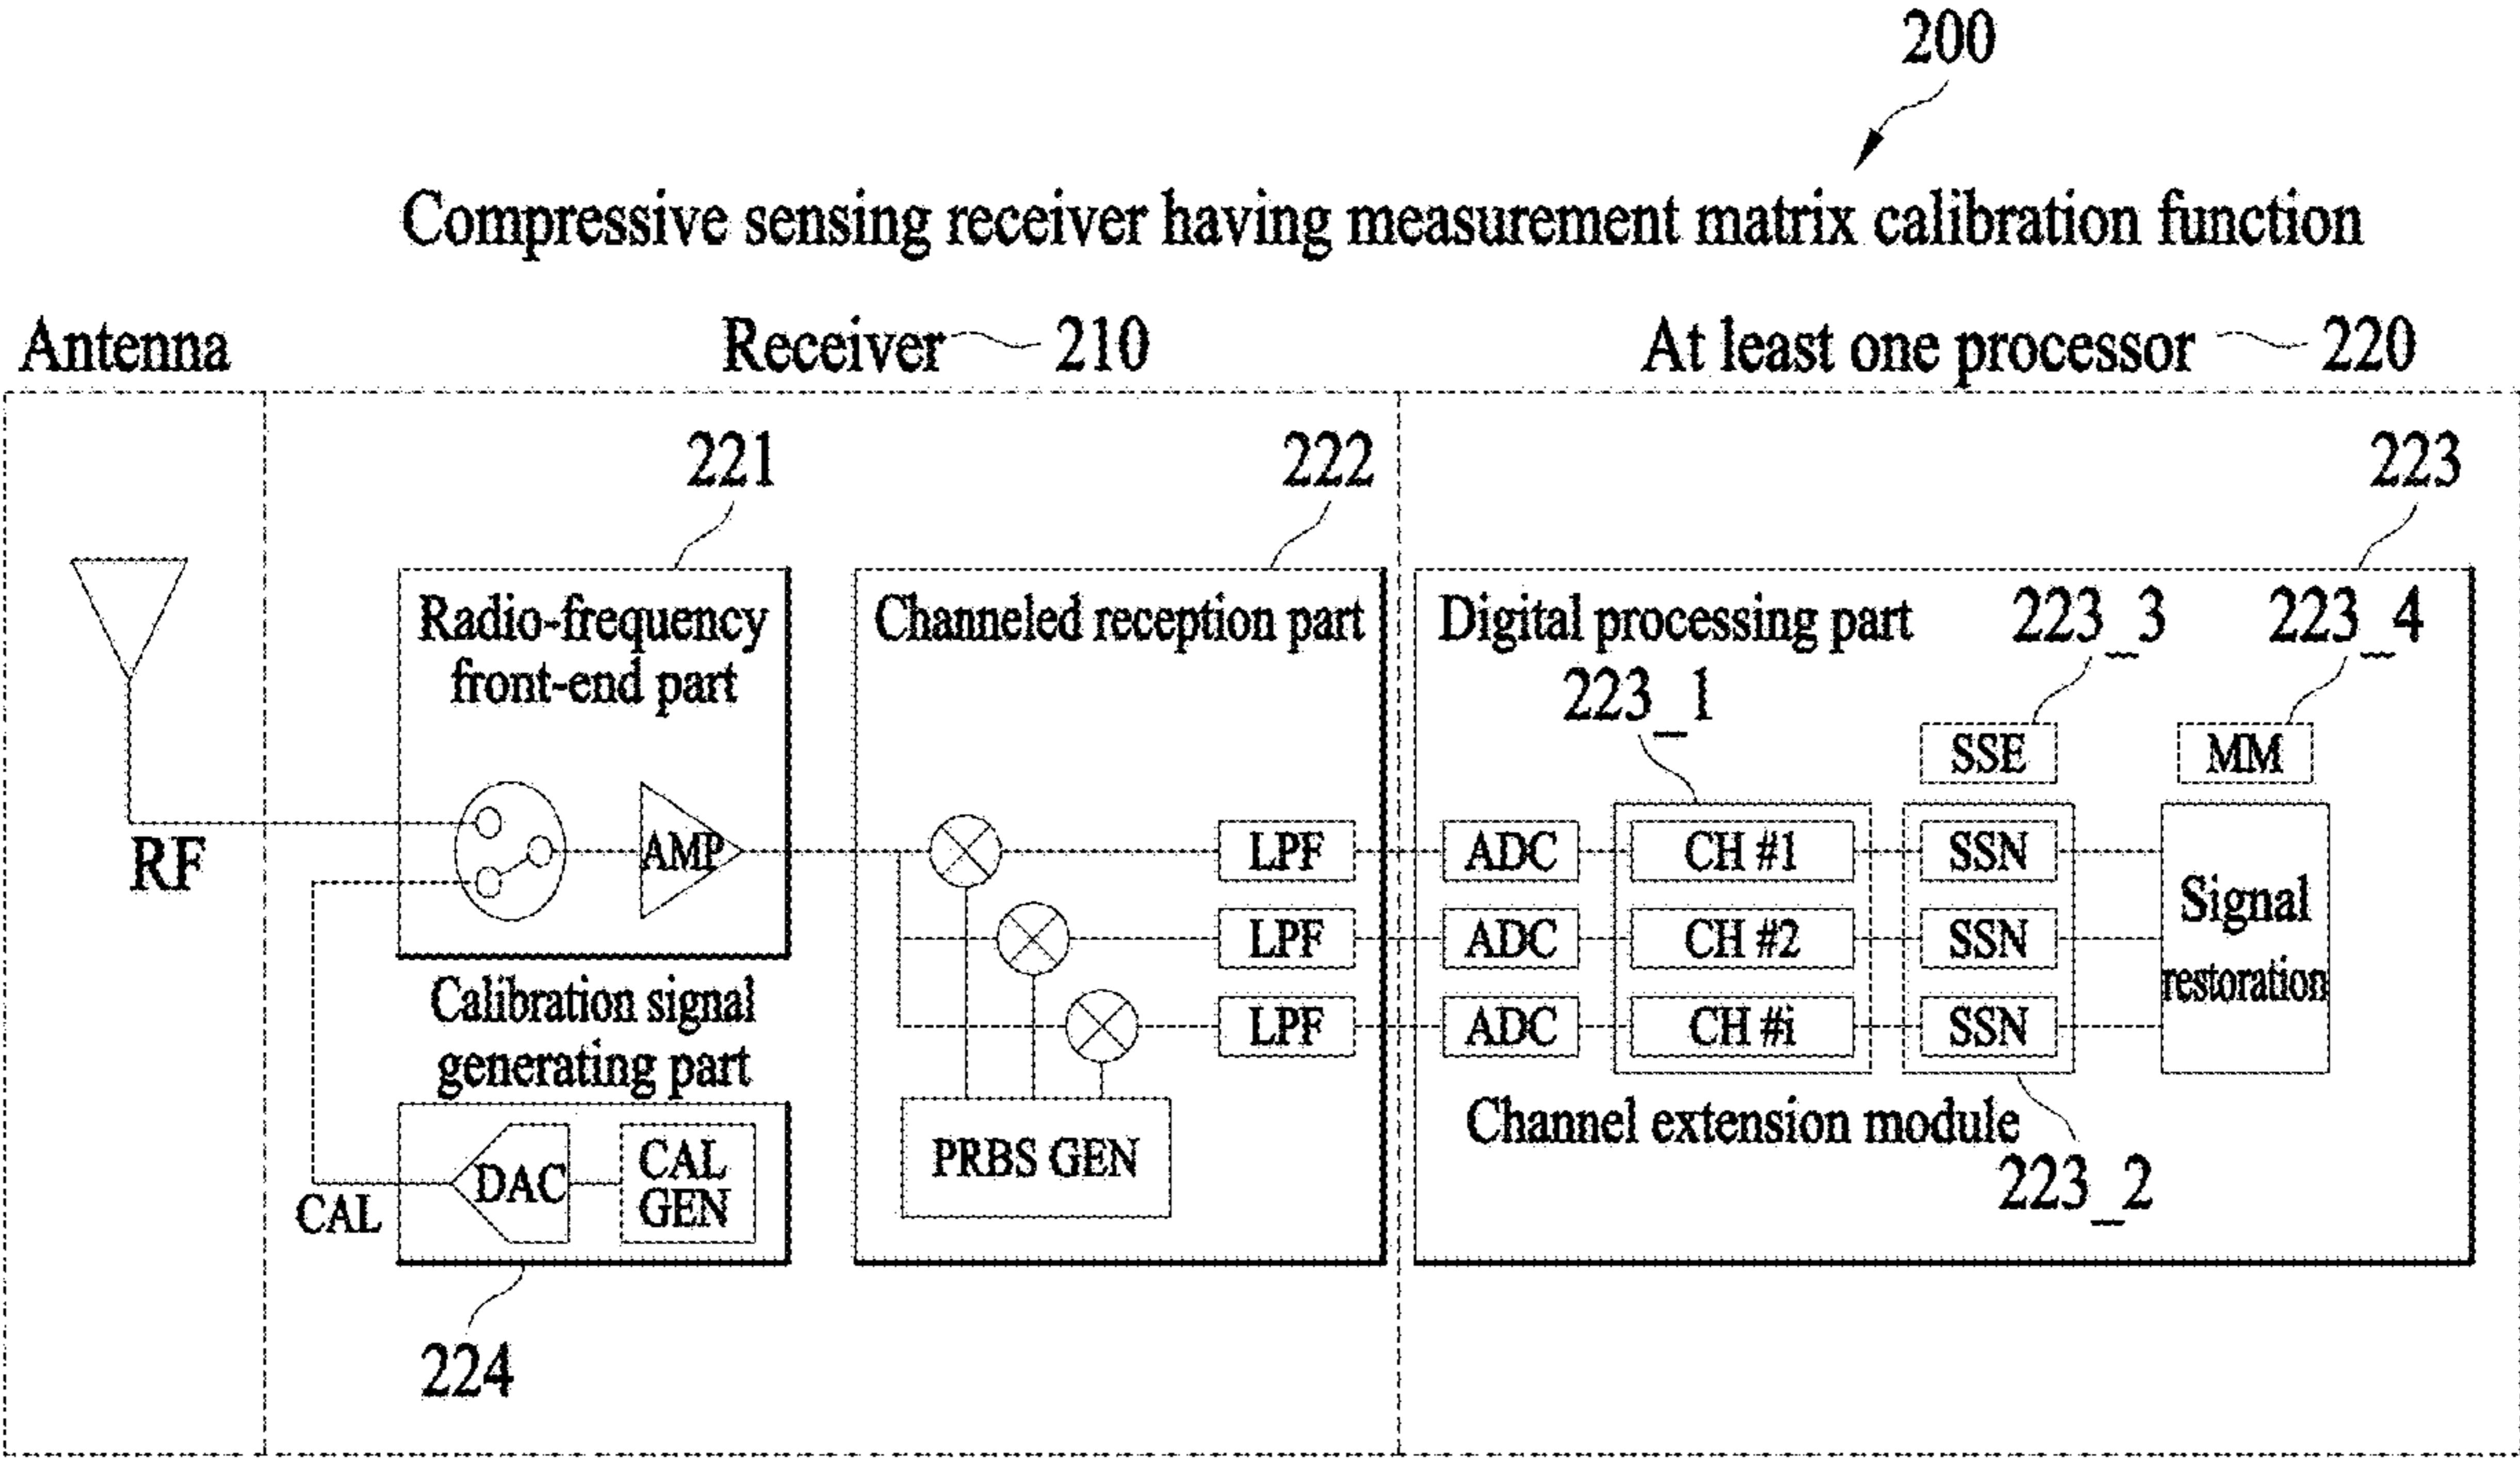 200
Compressive sensing receiver having measurement matrix calibration function
Antenna
Receiver 210
At least one processor 220
221
222
223
Radio-frequency
front-end part
Channeled reception part
Digital processing part
223_1
223_3
223_4
SSE
MM
RF
AMP
LPF
LPF
LPF
ADC
ADC
ADC
CH #1
CH #2
CH #i
SSN
SSN
SSN
Signal
restoration
Calibration signal
generating part
CAL
DAC
CAL
GEN
PRBS GEN
Channel extension module
223_2
224